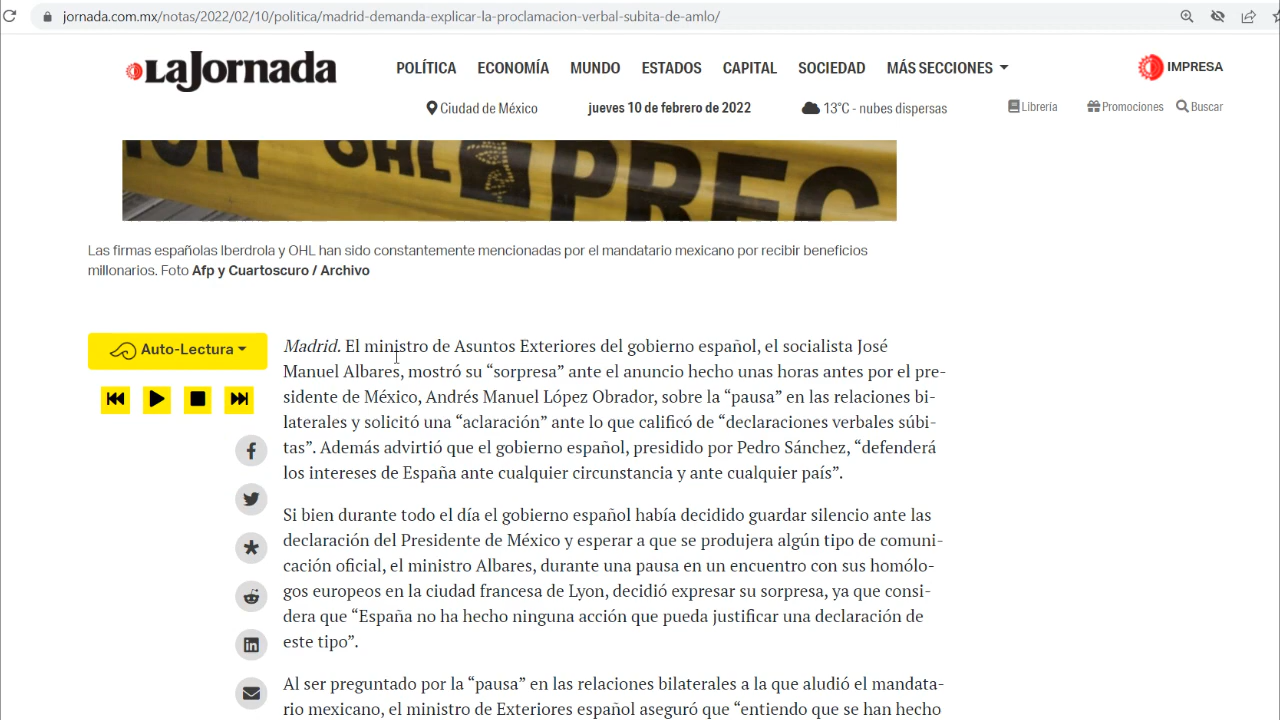 jornada.com.mx/notas/2022/02/10/politica/madrid-demanda-explicar-la-proclamacion-verbal-subita-de-amlo/
La Jornada
POLÍTICA ECONOMÍA MUNDO ESTADOS CAPITAL SOCIEDAD MÁS SECCIONES IMPRESA
Ciudad de México jueves 10 de febrero de 2022 13°C - nubes dispersas Librería Promociones Buscar
ION OHL PREC
Las firmas españolas Iberdrola y OHL han sido constantemente mencionadas por el mandatario mexicano por recibir beneficios
millonarios. Foto Afp y Cuartoscuro / Archivo
Auto-Lectura
Madrid. El ministro de Asuntos Exteriores del gobierno español, el socialista José
Manuel Albares, mostró su “sorpresa” ante el anuncio hecho unas horas antes por el pre-
sidente de México, Andrés Manuel López Obrador, sobre la “pausa” en las relaciones bi-
laterales y solicitó una “aclaración” ante lo que calificó de “declaraciones verbales súbi-
tas”. Además advirtió que el gobierno español, presidido por Pedro Sánchez, “defenderá
los intereses de España ante cualquier circunstancia y ante cualquier país”.
Si bien durante todo el día el gobierno español había decidido guardar silencio ante las
declaración del Presidente de México y esperar a que se produjera algún tipo de comuni-
cación oficial, el ministro Albares, durante una pausa en un encuentro con sus homólo-
gos europeos en la ciudad francesa de Lyon, decidió expresar su sorpresa, ya que consi-
dera que “España no ha hecho ninguna acción que pueda justificar una declaración de
este tipo”.
Al ser preguntado por la “pausa” en las relaciones bilaterales a la que aludió el mandata-
rio mexicano, el ministro de Exteriores español aseguró que “entiendo que se han hecho